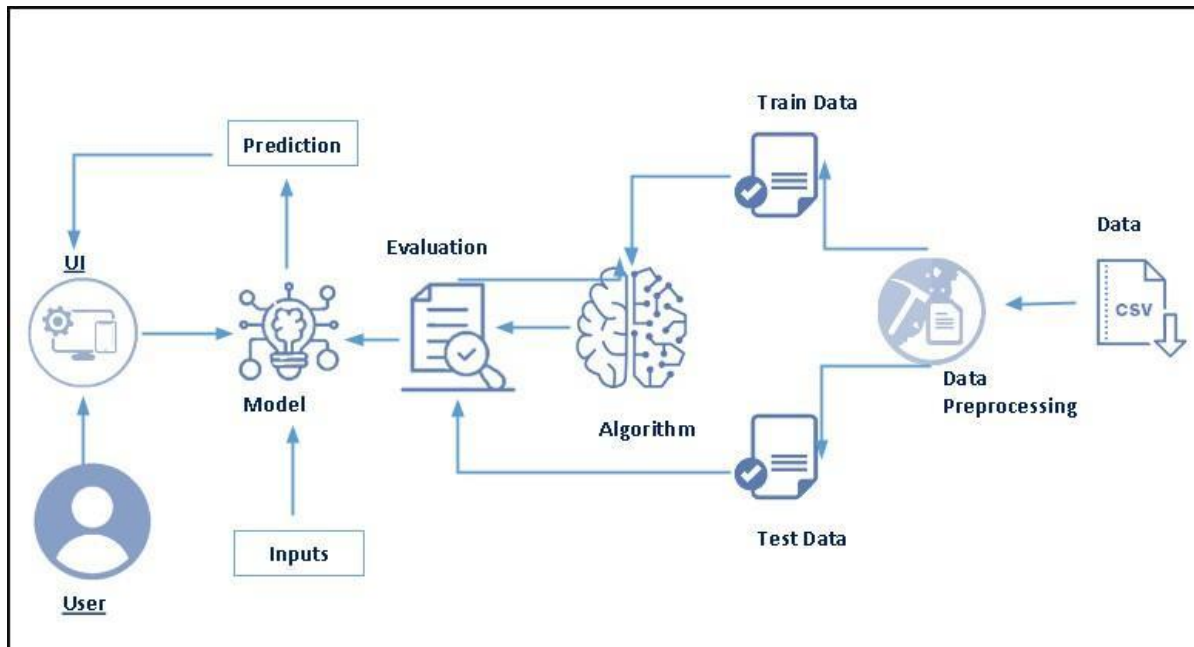 Train Data
Prediction
Data
Evaluation
UI
CSV
Data
Preprocessing
Model
Algorithm
Test Data
Inputs
User